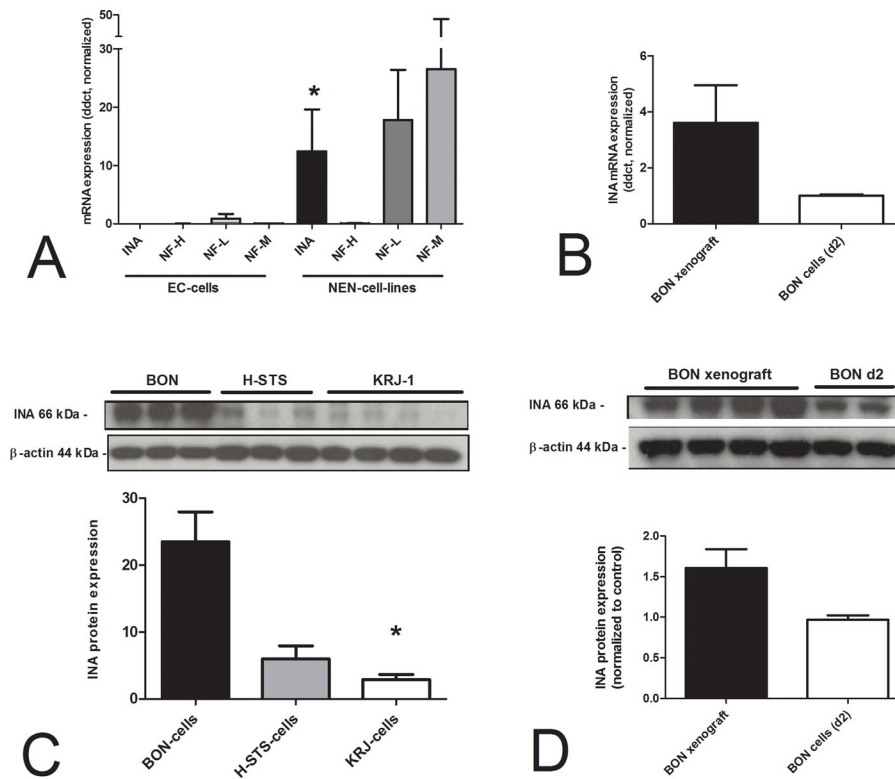 50
30
20
10
0
mRNA expression (ddct, normalized)
*
INA
NF-H
NF-L
NF-M
INA
NF-H
NF-L
NF-M
EC-cells
NEN-cell-lines
A
6
4
2
0
INA mRNA expression
(ddct, normalized)
BON xenograft
BON cells (d2)
B
BON
H-STS
KRJ-1
INA 66 kDa -
β-actin 44 kDa -
30
20
10
0
INA protein expression
*
BON-cells
H-STS-cells
KRJ-cells
C
BON xenograft
BON d2
INA 66 kDa -
β-actin 44 kDa -
2.0
1.5
1.0
0.5
0.0
INA protein expression
(normalized to control)
BON xenograft
BON cells (d2)
D